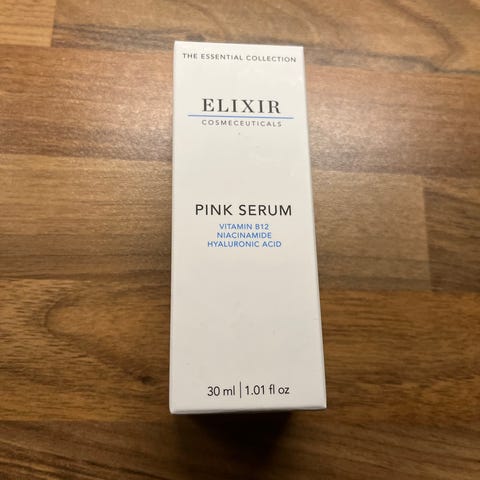 THE ESSENTIAL COLLECTION
ELIXIR
COSMECEUTICALS
PINK SERUM
VITAMIN B12
NIACINAMIDE
HYALURONIC ACID
30 ml | 1.01 fl oz